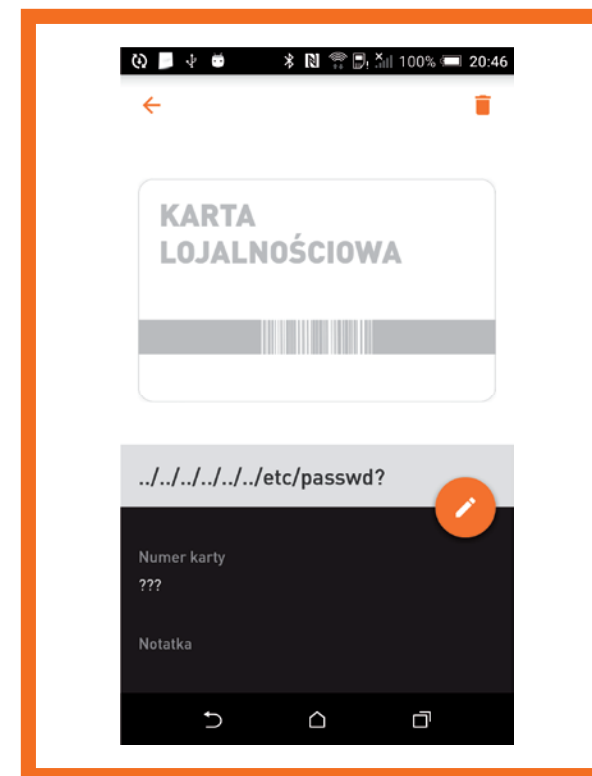 100% 20:46
KARTA
LOJALNOŚCIOWA
../../../../../../etc/passwd?
Numer karty
???
Notatka